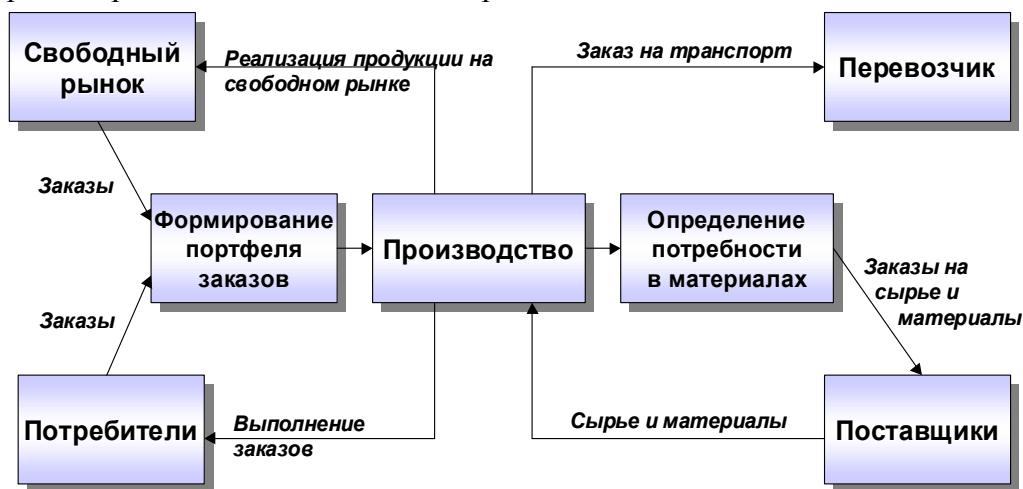 Свободный
рынок
Реализация продукции на
свободном рынке
Заказ на транспорт
Перевозчик
Заказы
Формирование
портфеля
заказов
Производство
Определение
потребности
в материалах
Заказы на
сырье и
материалы
Заказы
Потребители
Выполнение
заказов
Сырье и материалы
Поставщики